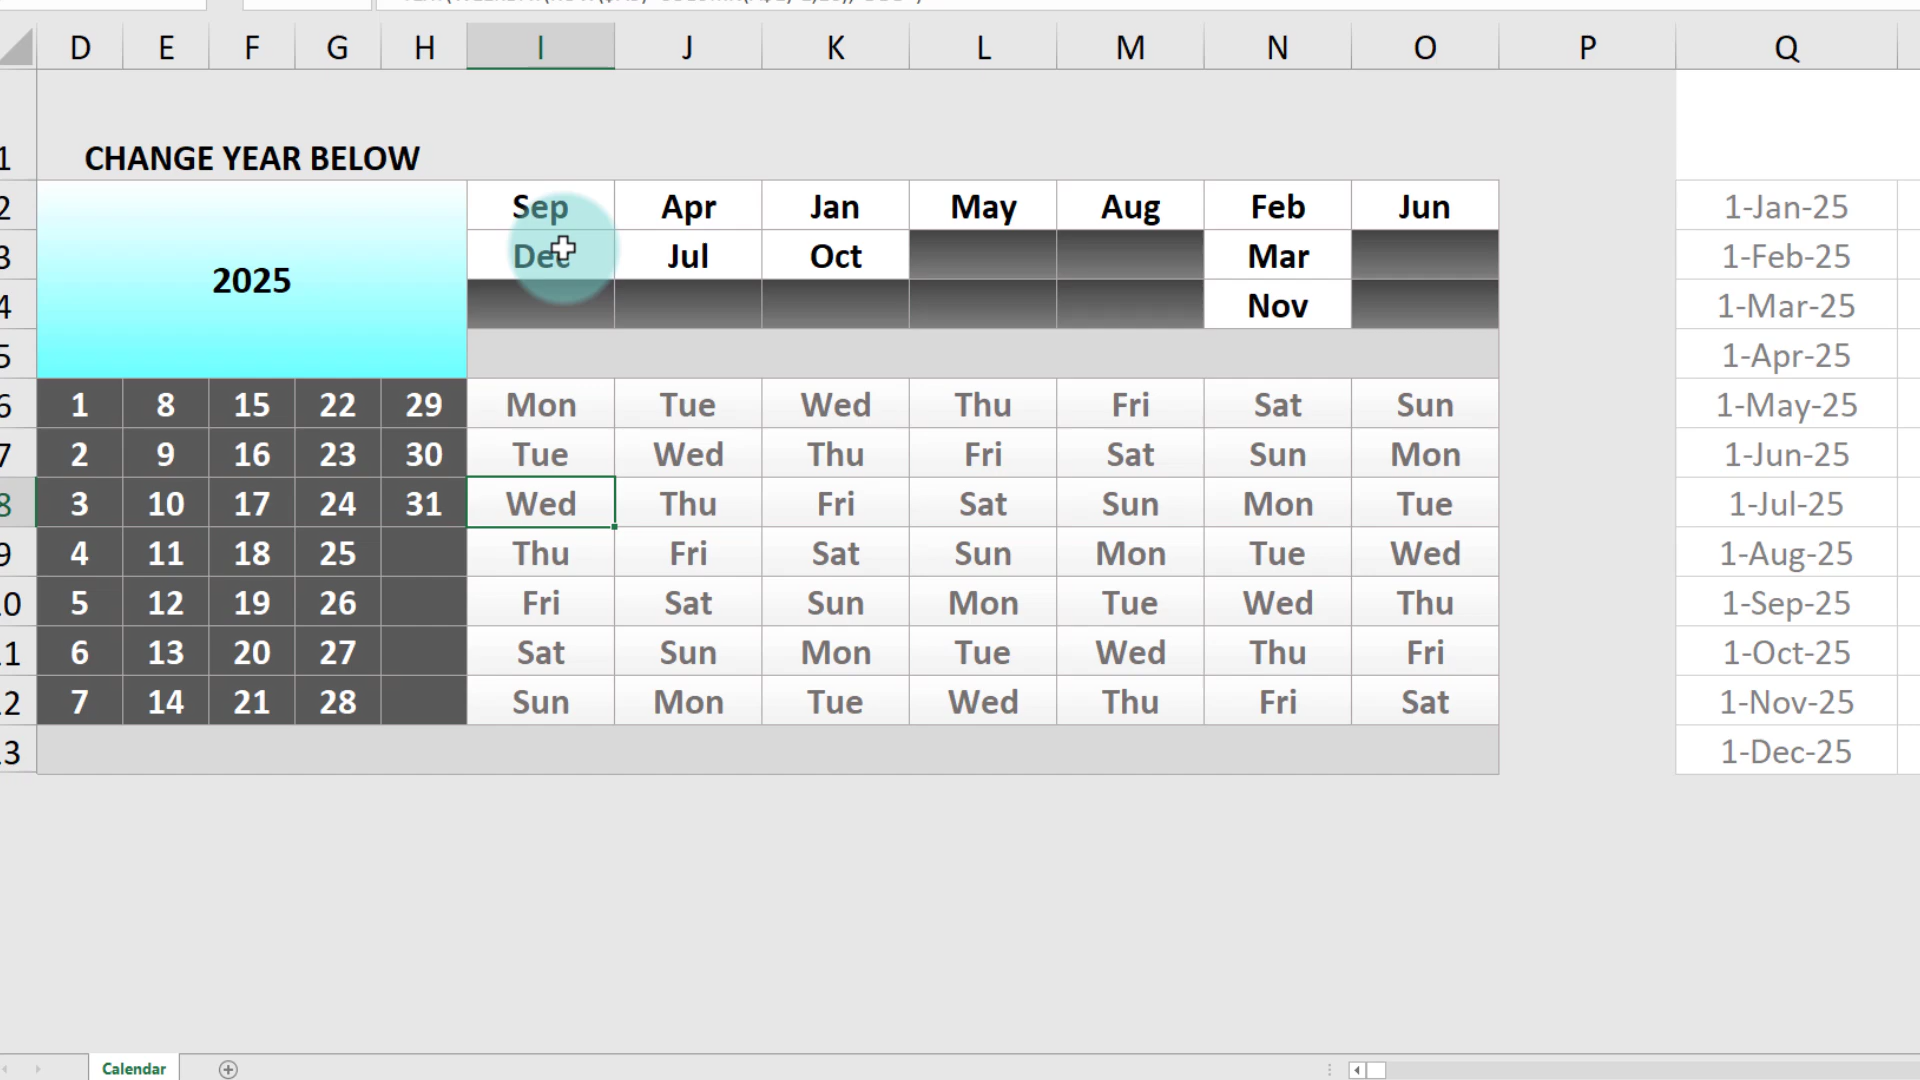 D E F G H I J K L M N O P Q
1 CHANGE YEAR BELOW
2 Sep Apr Jan May Aug Feb Jun 1-Jan-25
3 2025 Dec Jul Oct Mar 1-Feb-25
4 Nov 1-Mar-25
5 1-Apr-25
6 1 8 15 22 29 Mon Tue Wed Thu Fri Sat Sun 1-May-25
7 2 9 16 23 30 Tue Wed Thu Fri Sat Sun Mon 1-Jun-25
8 3 10 17 24 31 Wed Thu Fri Sat Sun Mon Tue 1-Jul-25
9 4 11 18 25 Thu Fri Sat Sun Mon Tue Wed 1-Aug-25
10 5 12 19 26 Fri Sat Sun Mon Tue Wed Thu 1-Sep-25
11 6 13 20 27 Sat Sun Mon Tue Wed Thu Fri 1-Oct-25
12 7 14 21 28 Sun Mon Tue Wed Thu Fri Sat 1-Nov-25
13 1-Dec-25
Calendar